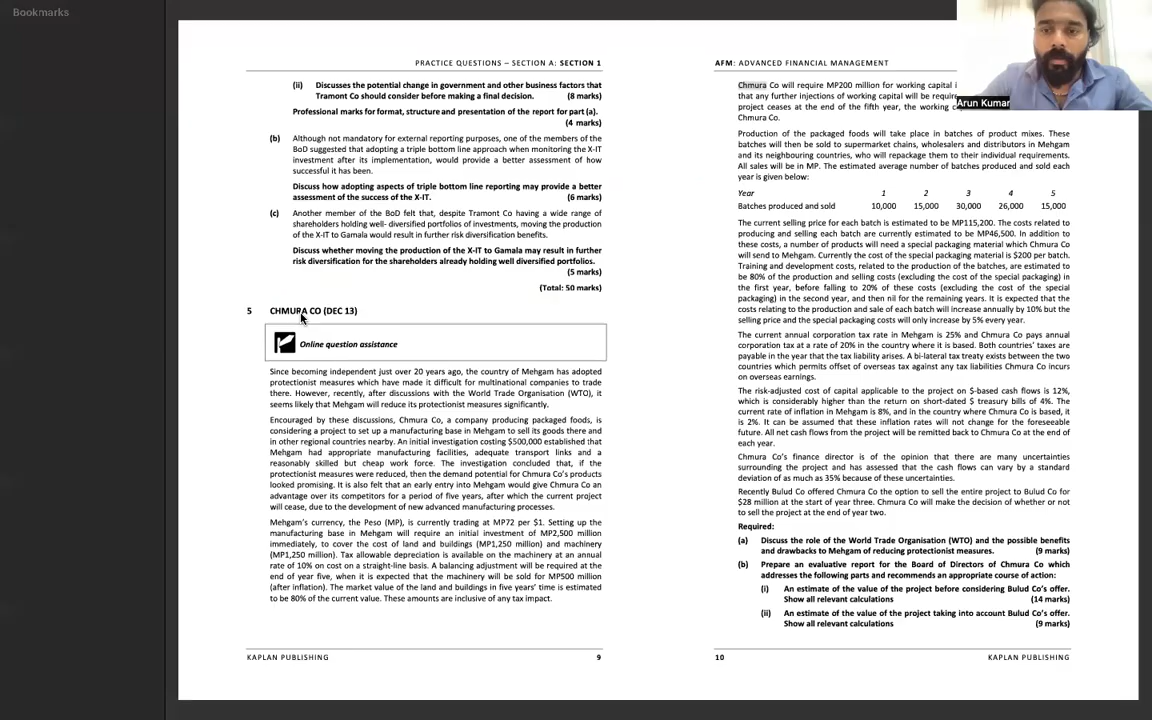 Bookmarks
PRACTICE QUESTIONS – SECTION A: SECTION 1
(ii) Discusses the potential change in government and other business factors that
Tramont Co should consider before making a final decision. (8 marks)
Professional marks for format, structure and presentation of the report for part (a).
(4 marks)
(b) Although not mandatory for external reporting purposes, one of the members of the
BoD suggested that adopting a triple bottom line approach when monitoring the X-IT
investment after its implementation, would provide a better assessment of how
successful it has been.
Discuss how adopting aspects of triple bottom line reporting may provide a better
assessment of the success of the X-IT. (6 marks)
(c) Another member of the BoD felt that, despite Tramont Co having a wide range of
shareholders holding well- diversified portfolios of investments, moving the production
of the X-IT to Gamala would result in further risk diversification benefits.
Discuss whether moving the production of the X-IT to Gamala may result in further
risk diversification for the shareholders already holding well diversified portfolios.
(5 marks)
(Total: 50 marks)
5 CHMURA CO (DEC 13)
Online question assistance
Since becoming independent just over 20 years ago, the country of Mehgam has adopted
protectionist measures which have made it difficult for multinational companies to trade
there. However, recently, after discussions with the World Trade Organisation (WTO), it
seems likely that Mehgam will reduce its protectionist measures significantly.
Encouraged by these discussions, Chmura Co, a company producing packaged foods, is
considering a project to set up a manufacturing base in Mehgam to sell its goods there and
in other regional countries nearby. An initial investigation costing $500,000 established that
Mehgam had appropriate manufacturing facilities, adequate transport links and a
reasonably skilled but cheap work force. The investigation concluded that, if the
protectionist measures were reduced, then the demand potential for Chmura Co's products
looked promising. It is also felt that an early entry into Mehgam would give Chmura Co an
advantage over its competitors for a period of five years, after which the current project
will cease, due to the development of new advanced manufacturing processes.
Mehgam's currency, the Peso (MP), is currently trading at MP72 per $1. Setting up the
manufacturing base in Mehgam will require an initial investment of MP2,500 million
immediately, to cover the cost of land and buildings (MP1,250 million) and machinery
(MP1,250 million). Tax allowable depreciation is available on the machinery at an annual
rate of 10% on cost on a straight-line basis. A balancing adjustment will be required at the
end of year five, when it is expected that the machinery will be sold for MP500 million
(after inflation). The market value of the land and buildings in five years' time is estimated
to be 80% of the current value. These amounts are inclusive of any tax impact.
KAPLAN PUBLISHING 9
AFM: ADVANCED FINANCIAL MANAGEMENT
Chmura Co will require MP200 million for working capital
that any further injections of working capital will be
project ceases at the end of the fifth year, the working
Chmura Co.
Arun Kumar
Production of the packaged foods will take place in batches of product mixes. These
batches will then be sold to supermarket chains, wholesalers and distributors in Mehgam
and its neighbouring countries, who will repackage them to their individual requirements.
All sales will be in MP. The estimated average number of batches produced and sold each
year is given below:
Year 1 2 3 4 5
Batches produced and sold 10,000 15,000 30,000 26,000 15,000
The current selling price for each batch is estimated to be MP115,200. The costs related to
producing and selling each batch are currently estimated to be MP46,500. In addition to
these costs, a number of products will need a special packaging material which Chmura Co
will send to Mehgam. Currently the cost of the special packaging material is $200 per batch.
Training and development costs, related to the production of the batches, are estimated to
be 80% of the production and selling costs (excluding the cost of the special packaging) in
the first year, before falling to 20% of these costs (excluding the cost of the special
packaging) in the second year, and then nil for the remaining years. It is expected that the
costs relating to the production and sale of each batch will increase annually by 10% but the
selling price and the special packaging costs will only increase by 5% every year.
The current annual corporation tax rate in Mehgam is 25% and Chmura Co pays annual
corporation tax at a rate of 20% in the country where it is based. Both countries' taxes are
payable in the year that the tax liability arises. A bi-lateral tax treaty exists between the two
countries which permits offset of overseas tax against any tax liabilities Chmura Co incurs
on overseas earnings.
The risk-adjusted cost of capital applicable to the project on $-based cash flows is 12%,
which is considerably higher than the return on short-dated $ treasury bills of 4%. The
current rate of inflation in Mehgam is 8%, and in the country where Chmura Co is based, it
is 2%. It can be assumed that these inflation rates will not change for the foreseeable
future. All net cash flows from the project will be remitted back to Chmura Co at the end of
each year.
Chmura Co's finance director is of the opinion that there are many uncertainties
surrounding the project and has assessed that the cash flows can vary by a standard
deviation of as much as 35% because of these uncertainties.
Recently Bulud Co offered Chmura Co the option to sell the entire project to Bulud Co for
$28 million at the start of year three. Chmura Co will make the decision of whether or not
to sell the project at the end of year two.
Required:
(a) Discuss the role of the World Trade Organisation (WTO) and the possible benefits
and drawbacks to Mehgam of reducing protectionist measures. (9 marks)
(b) Prepare an evaluative report for the Board of Directors of Chmura Co which
addresses the following parts and recommends an appropriate course of action:
(i) An estimate of the value of the project before considering Bulud Co's offer.
Show all relevant calculations (14 marks)
(ii) An estimate of the value of the project taking into account Bulud Co's offer.
Show all relevant calculations (9 marks)
10 KAPLAN PUBLISHING